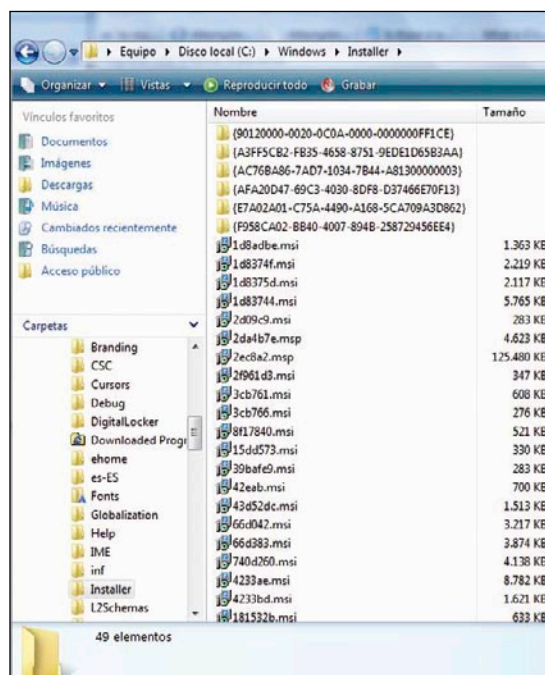 Equipo ▸ Disco local (C:) ▸ Windows ▸ Installer ▸
Organizar Vistas Reproducir todo Grabar
Vínculos favoritos
Documentos
Imágenes
Descargas
Música
Cambiados recientemente
Búsquedas
Acceso público
Carpetas
Branding
CSC
Cursors
Debug
DigitalLocker
Downloaded Progr
ehome
es-ES
Fonts
Globalization
Help
IME
inf
Installer
L2Schemas
Nombre Tamaño
{90120000-0020-0C0A-0000-0000000FF1CE}
{A3FF5CB2-FB35-4658-8751-9EDE1D65B3AA}
{AC76BA86-7AD7-1034-7B44-A81300000003}
{AFA20D47-69C3-4030-8DF8-D37466E70F13}
{E7A02A01-C75A-4490-A168-5CA709A3D862}
{F958CA02-BB40-4007-894B-258729456EE4}
1d8adbe.msi 1.363 KB
1d8374f.msi 2.219 KB
1d8375d.msi 2.117 KB
1d83744.msi 5.765 KB
2d09c9.msi 283 KB
2da4b7e.msp 4.623 KB
2ec8a2.msp 125.480 KB
2f961d3.msi 347 KB
3cb761.msi 608 KB
3cb766.msi 276 KB
8f17840.msi 521 KB
15dd573.msi 330 KB
39bafe9.msi 283 KB
42eab.msi 700 KB
43d52dc.msi 1.513 KB
66d042.msi 3.217 KB
66d383.msi 3.874 KB
740d260.msi 4.138 KB
4233ae.msi 8.782 KB
4233bd.msi 1.621 KB
181532b.msi 633 KB
49 elementos